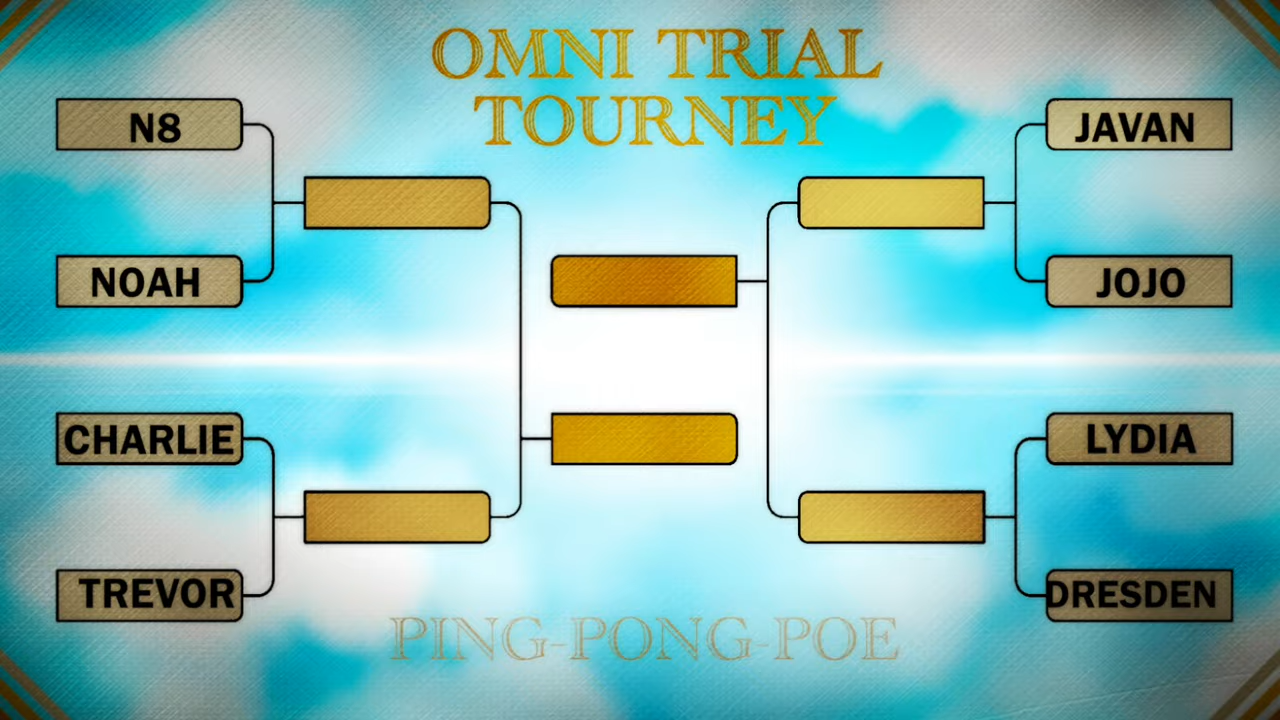 OMNI TRIAL
TOURNEY
N8
NOAH
CHARLIE
TREVOR
JAVAN
JOJO
LYDIA
DRESDEN
PING-PONG-POE